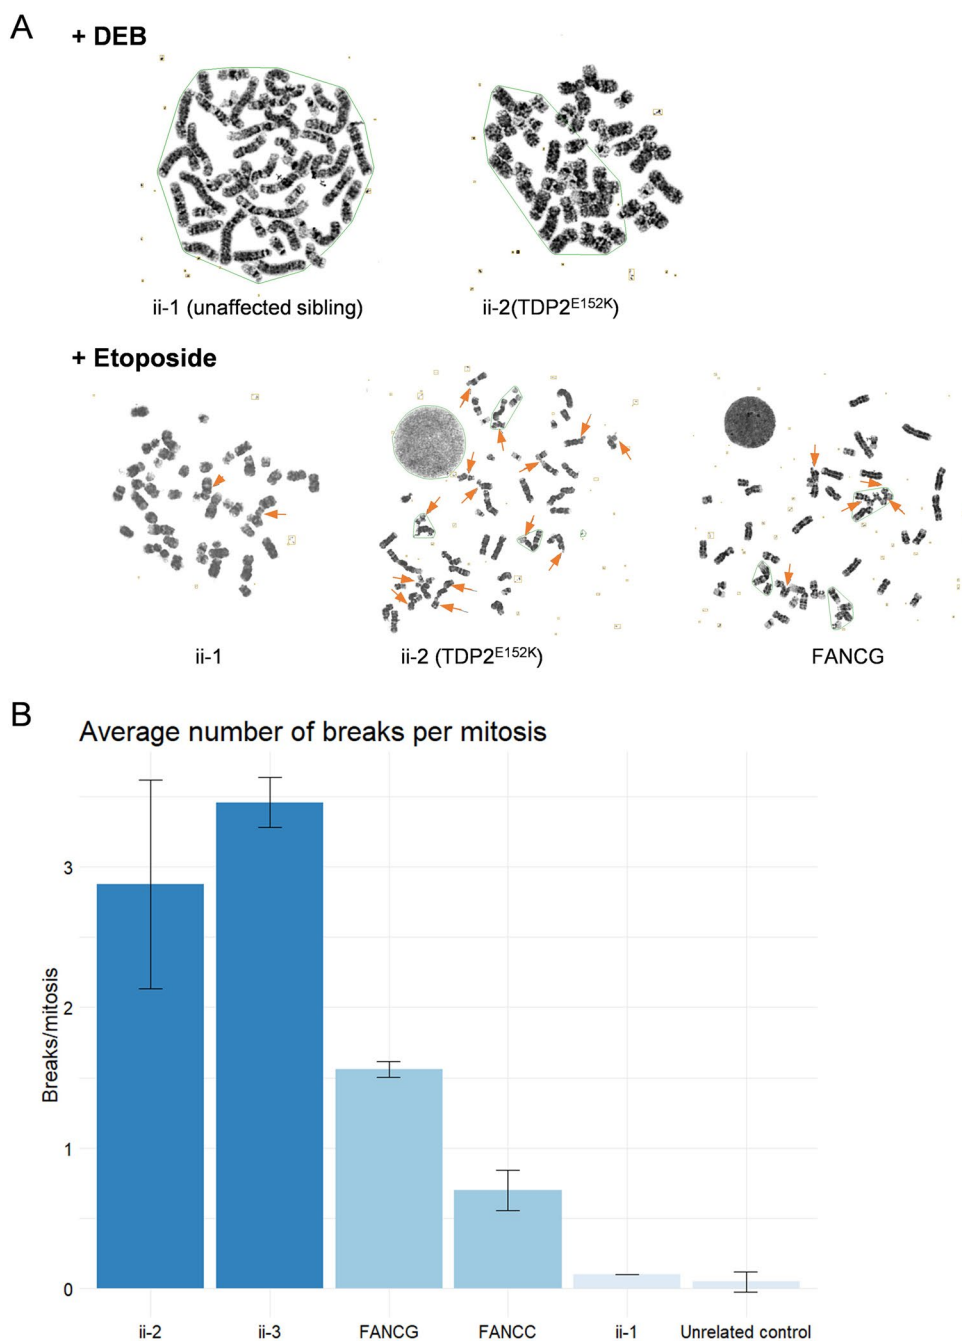 A
+ DEB
ii-1 (unaffected sibling)
ii-2(TDP2E152K)
+ Etoposide
ii-1
ii-2 (TDP2E152K)
FANCG
B
Average number of breaks per mitosis
Breaks/mitosis
3
2
1
0
ii-2
ii-3
FANCG
FANCC
ii-1
Unrelated control